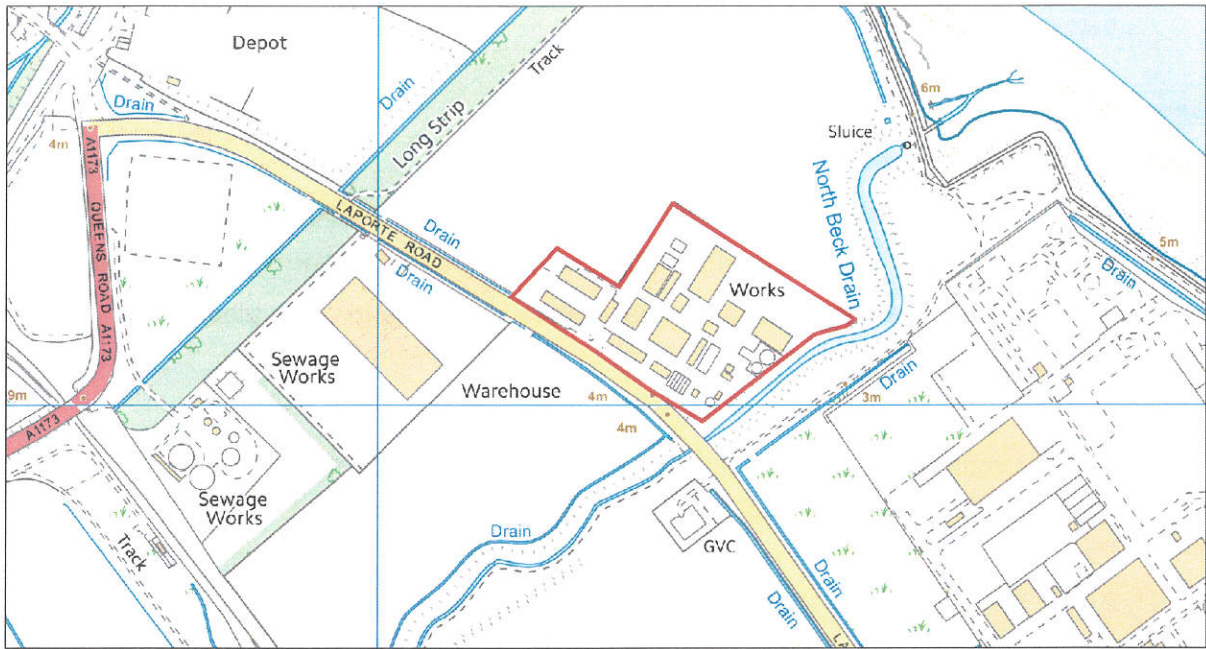 Depot
Drain
Drain
Long Strip
Track
6m
Sluice
4m
A1173
QUEENS ROAD A1173
LAPORTE ROAD
Drain
Drain
North Beck Drain
5m
Drain
Works
Sewage
Works
Warehouse
9m
A1173
4m
4m
3m
Drain
Sewage
Works
Track
Drain
GVC
Drain
Drain
LA